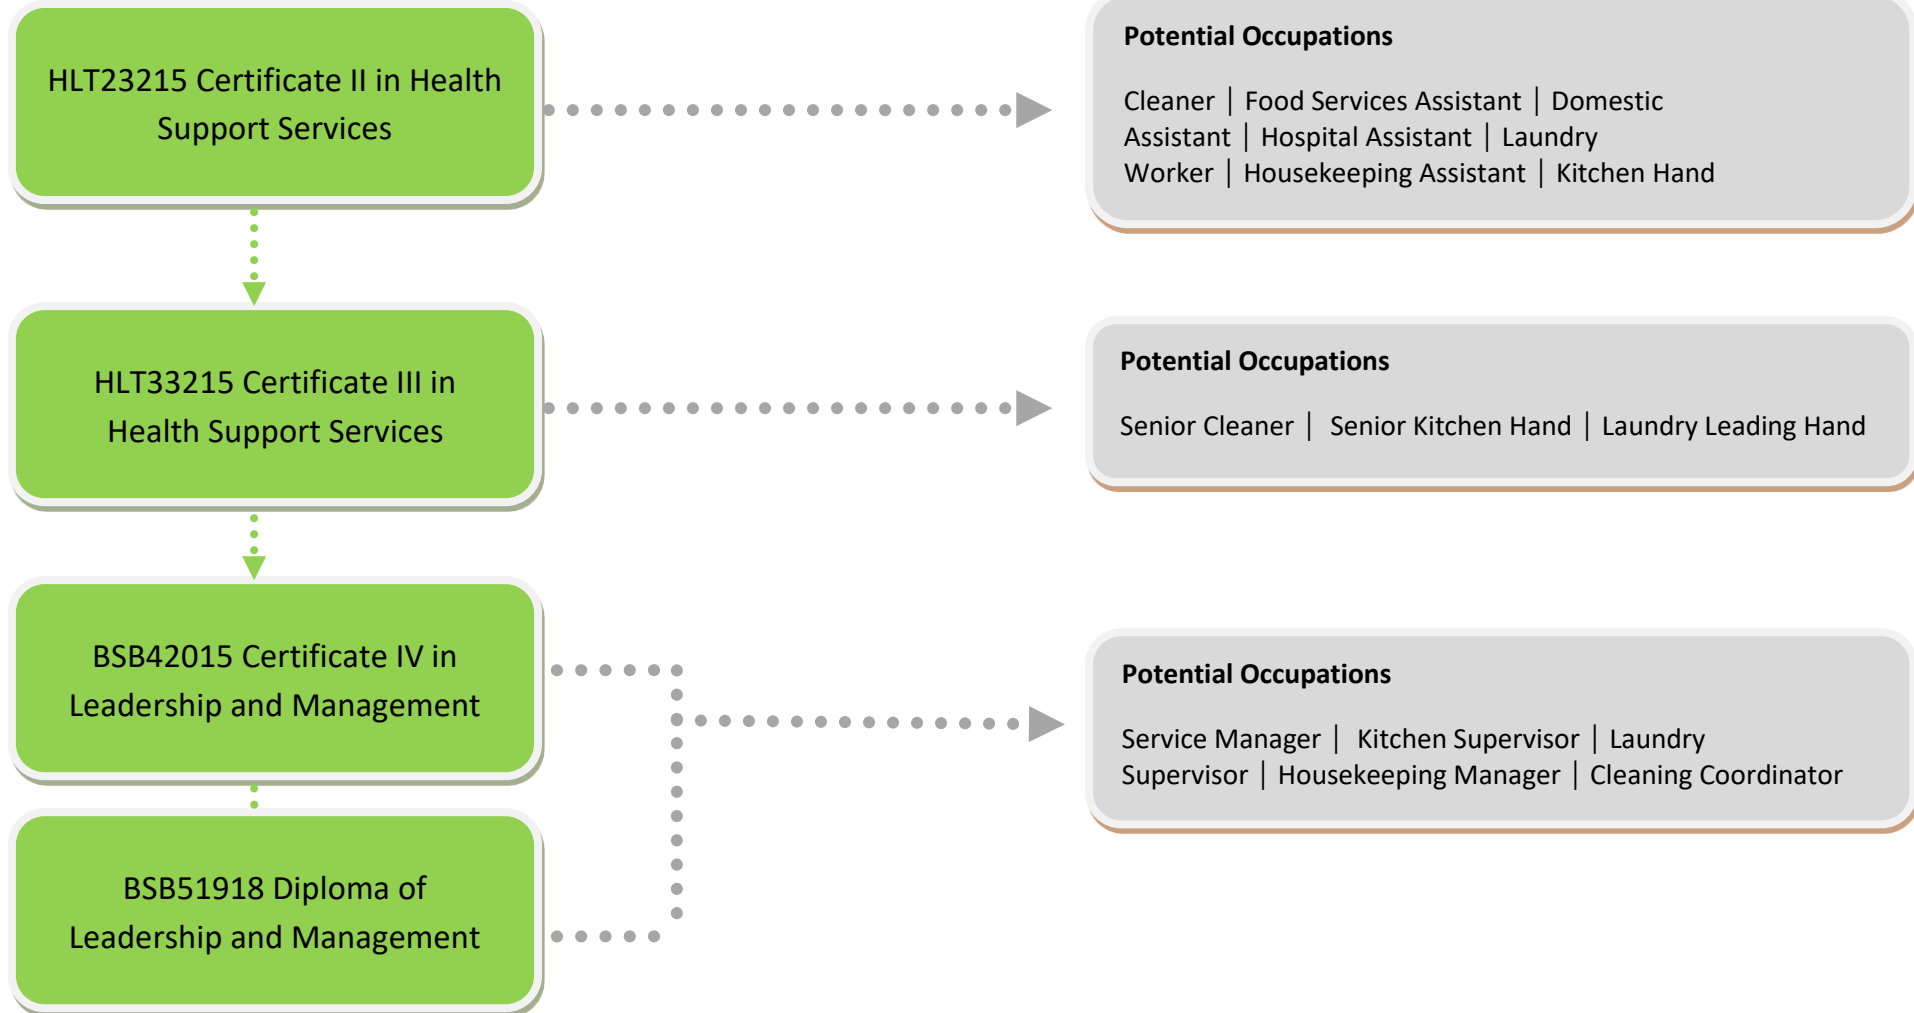 HLT23215 Certificate II in Health
Support Services
Potential Occupations
Cleaner | Food Services Assistant | Domestic
Assistant | Hospital Assistant | Laundry
Worker | Housekeeping Assistant | Kitchen Hand
HLT33215 Certificate III in
Health Support Services
Potential Occupations
Senior Cleaner | Senior Kitchen Hand | Laundry Leading Hand
BSB42015 Certificate IV in
Leadership and Management
Potential Occupations
Service Manager | Kitchen Supervisor | Laundry
Supervisor | Housekeeping Manager | Cleaning Coordinator
BSB51918 Diploma of
Leadership and Management